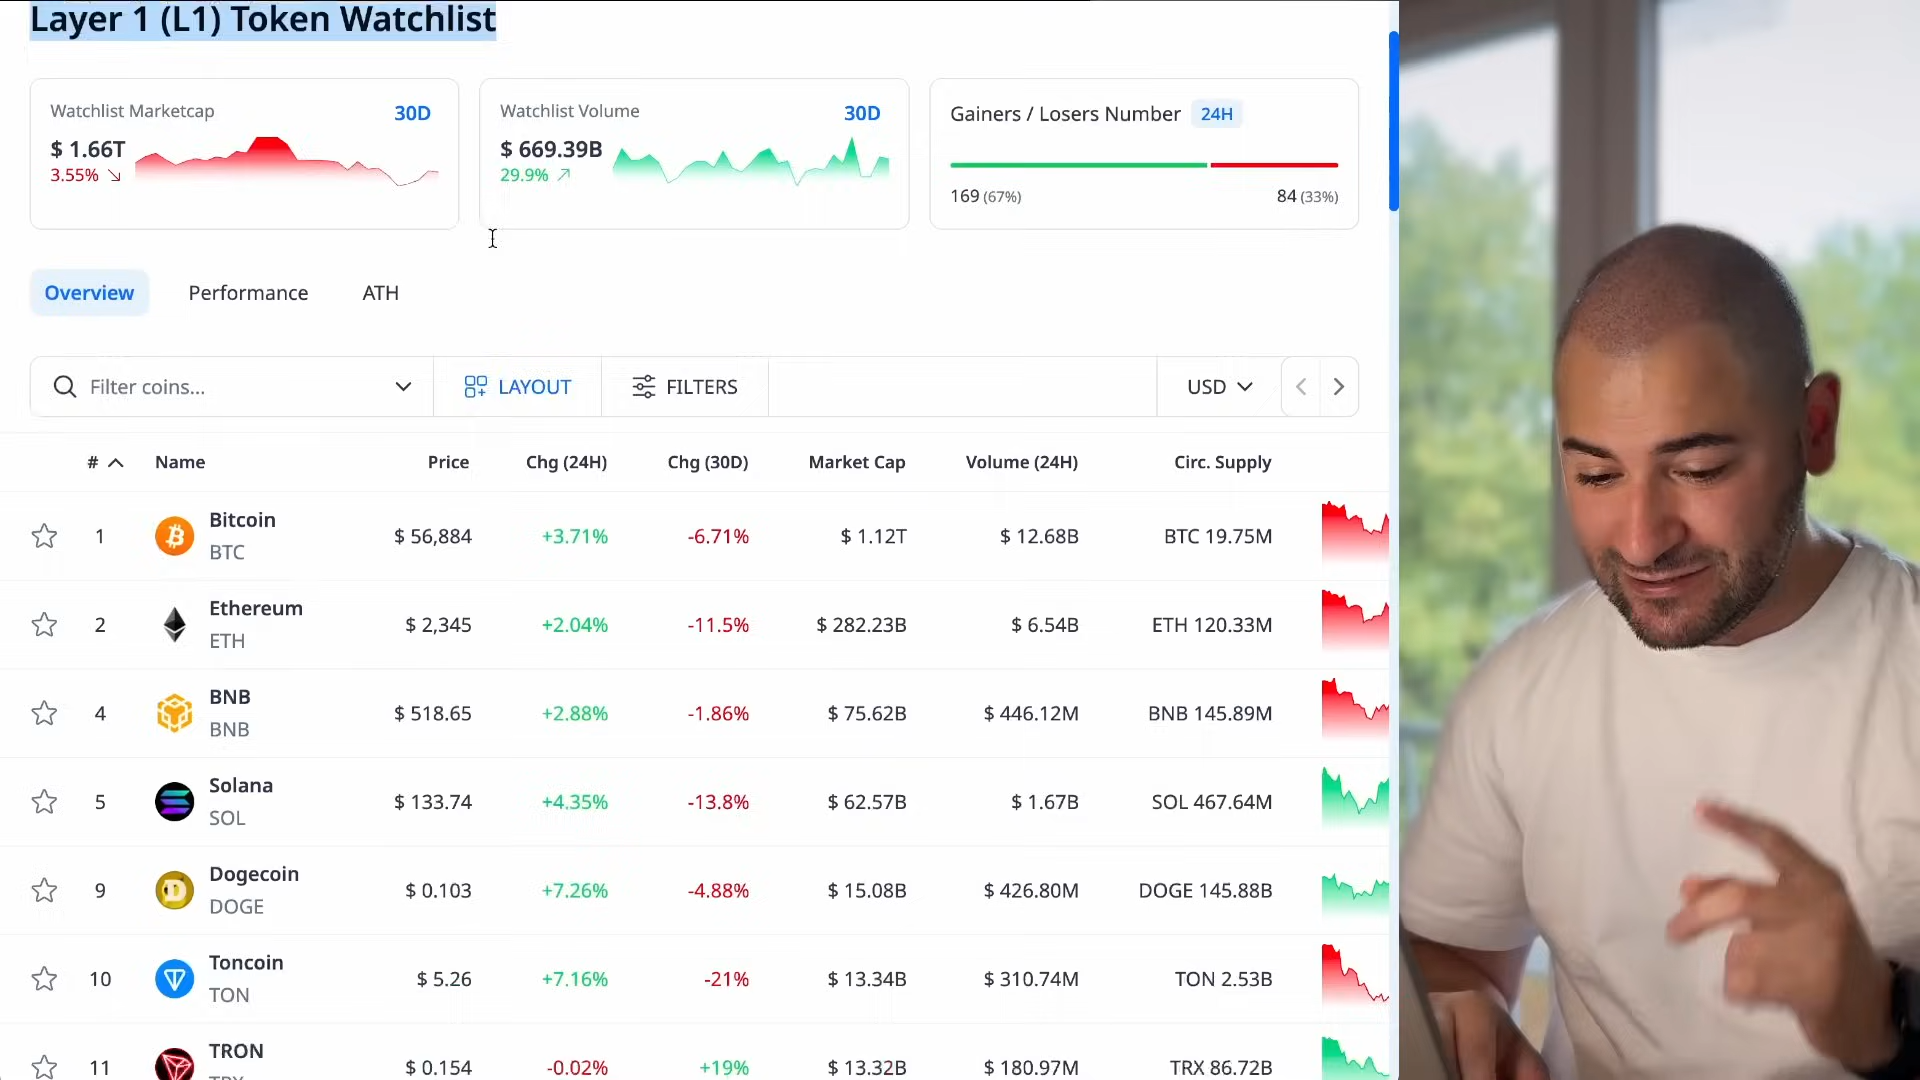 Layer 1 (L1) Token Watchlist
Watchlist Marketcap 30D
$ 1.66T
3.55%
Watchlist Volume 30D
$ 669.39B
29.9%
Gainers / Losers Number 24H
169 (67%) 84 (33%)
Overview Performance ATH
Filter coins... LAYOUT FILTERS USD
# Name Price Chg (24H) Chg (30D) Market Cap Volume (24H) Circ. Supply
1 Bitcoin BTC $ 56,884 +3.71% -6.71% $ 1.12T $ 12.68B BTC 19.75M
2 Ethereum ETH $ 2,345 +2.04% -11.5% $ 282.23B $ 6.54B ETH 120.33M
4 BNB BNB $ 518.65 +2.88% -1.86% $ 75.62B $ 446.12M BNB 145.89M
5 Solana SOL $ 133.74 +4.35% -13.8% $ 62.57B $ 1.67B SOL 467.64M
9 Dogecoin DOGE $ 0.103 +7.26% -4.88% $ 15.08B $ 426.80M DOGE 145.88B
10 Toncoin TON $ 5.26 +7.16% -21% $ 13.34B $ 310.74M TON 2.53B
11 TRON $ 0.154 -0.02% +19% $ 13.32B $ 180.97M TRX 86.72B